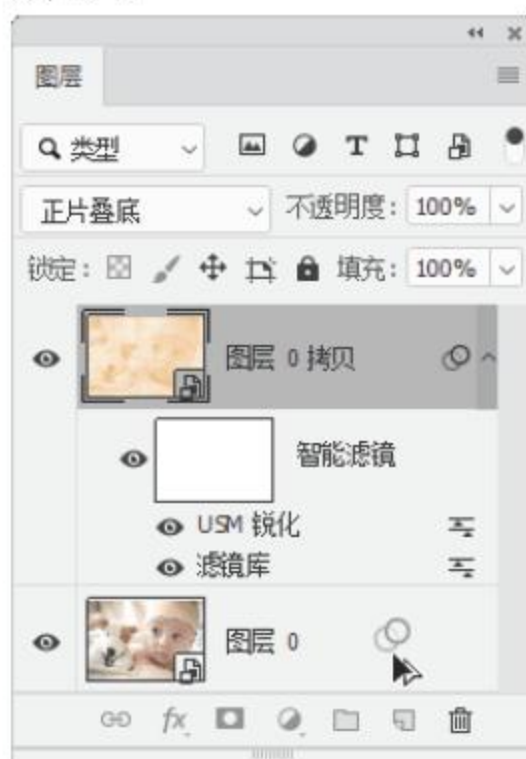 图层
类型
正片叠底 不透明度: 100%
锁定: 填充: 100%
图层 0 拷贝
智能滤镜
USM 锐化
滤镜库
图层 0
fx